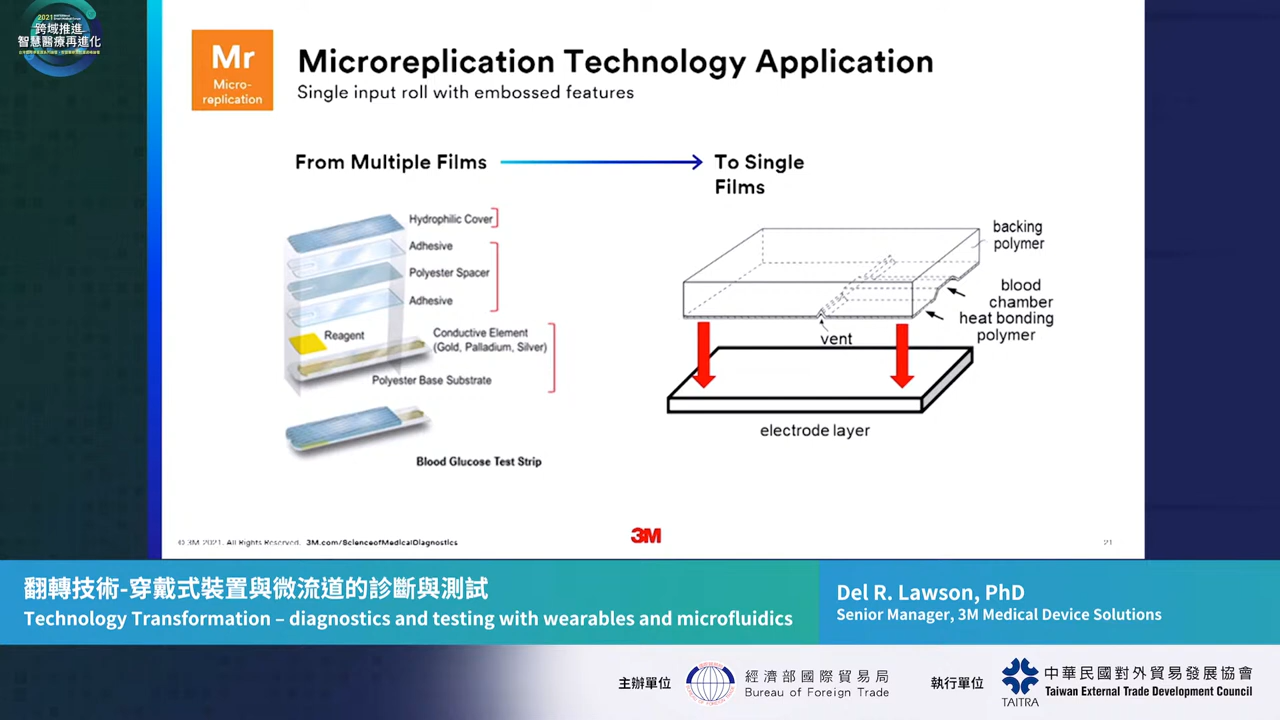 2021
跨域推進
智慧醫療再進化
Mr
Micro-
replication
Microreplication Technology Application
Single input roll with embossed features
From Multiple Films
To Single
Films
Hydrophilic Cover
Adhesive
Polyester Spacer
Adhesive
Reagent
Conductive Element
(Gold, Palladium, Silver)
Polyester Base Substrate
Blood Glucose Test Strip
backing
polymer
blood
chamber
heat bonding
polymer
vent
electrode layer
© 3M 2021. All Rights Reserved. 3M.com/ScienceofMedicalDiagnostics
3M
21
翻轉技術-穿戴式裝置與微流道的診斷與測試
Technology Transformation – diagnostics and testing with wearables and microfluidics
Del R. Lawson, PhD
Senior Manager, 3M Medical Device Solutions
主辦單位
經濟部國際貿易局
Bureau of Foreign Trade
執行單位
TAITRA
中華民國對外貿易發展協會
Taiwan External Trade Development Council